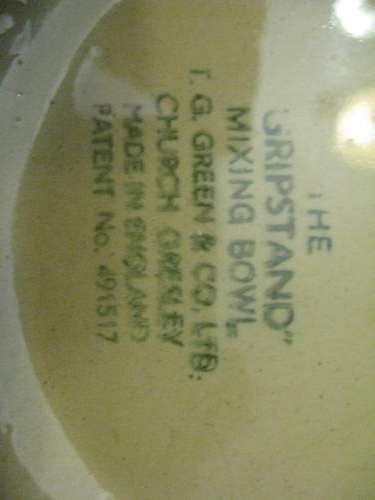 THE
"GRIPSTAND"
MIXING BOWL
T. G. GREEN & CO, LTD.
CHURCH GRESLEY
MADE IN ENGLAND
PATENT No. 491517